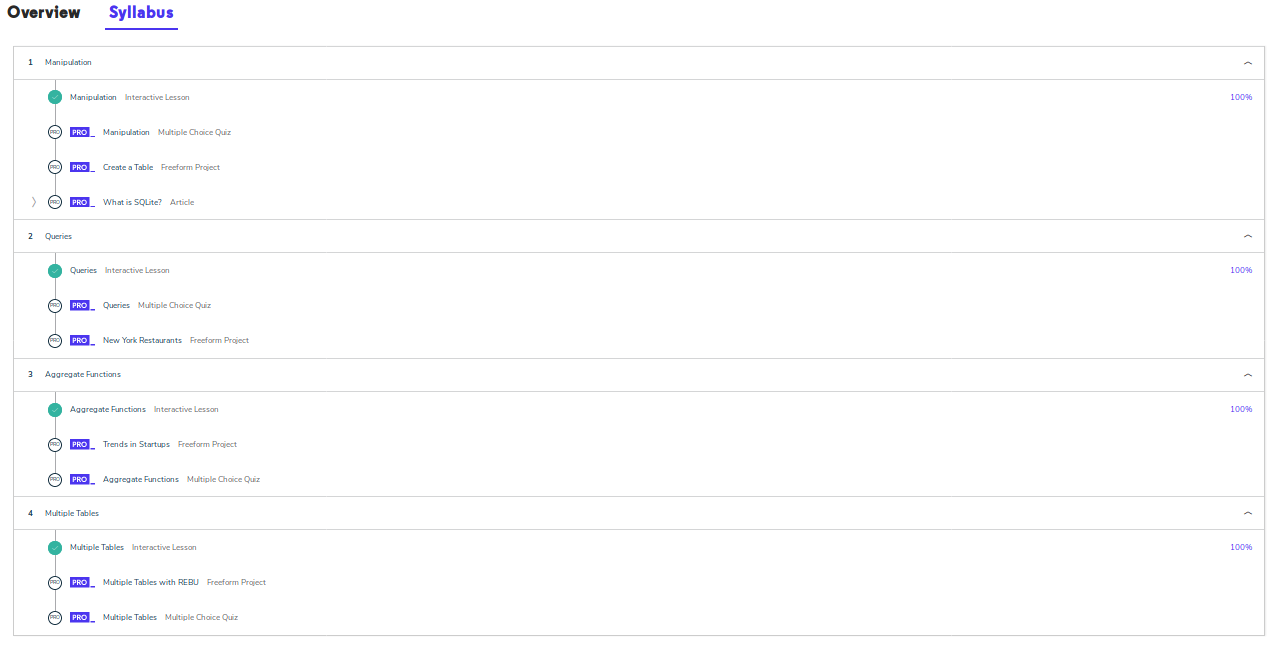 Overview Syllabus
1 Manipulation
Manipulation Interactive Lesson 100%
PRO PRO Manipulation Multiple Choice Quiz
PRO PRO Create a Table Freeform Project
PRO PRO What is SQLite? Article
2 Queries
Queries Interactive Lesson 100%
PRO PRO Queries Multiple Choice Quiz
PRO PRO New York Restaurants Freeform Project
3 Aggregate Functions
Aggregate Functions Interactive Lesson 100%
PRO PRO Trends in Startups Freeform Project
PRO PRO Aggregate Functions Multiple Choice Quiz
4 Multiple Tables
Multiple Tables Interactive Lesson 100%
PRO PRO Multiple Tables with REBU Freeform Project
PRO PRO Multiple Tables Multiple Choice Quiz